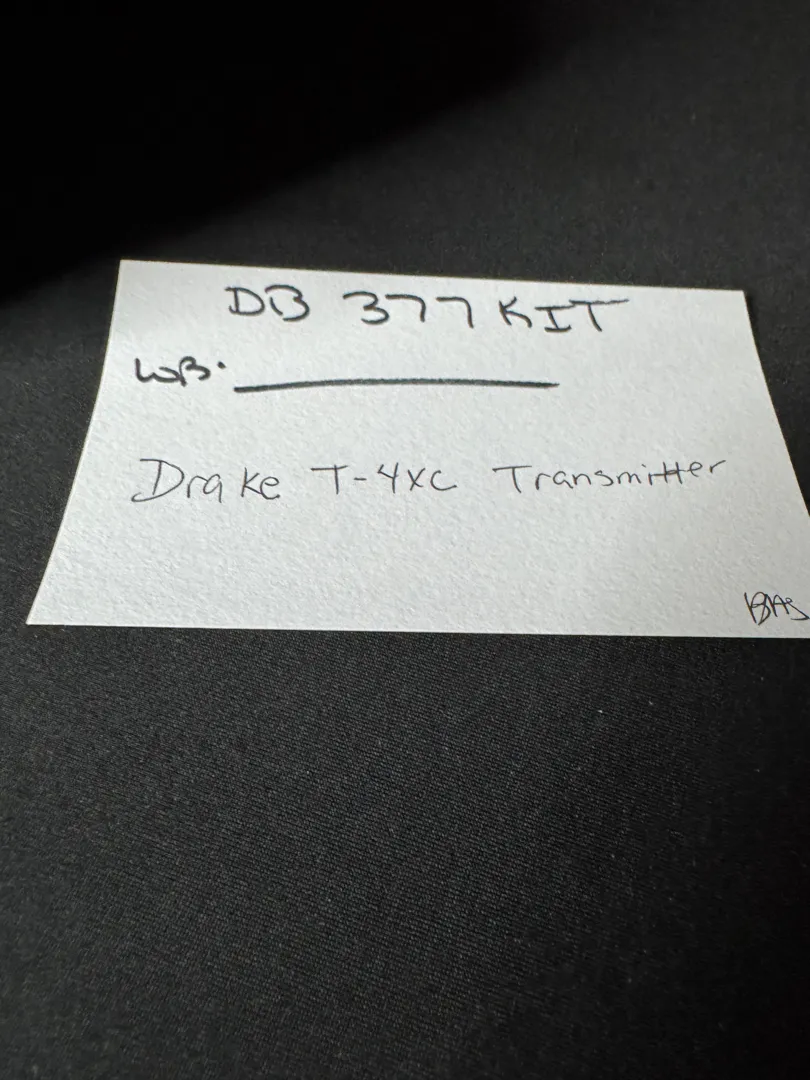 DB 377 KIT
WB.
Drake T-4XC Transmitter